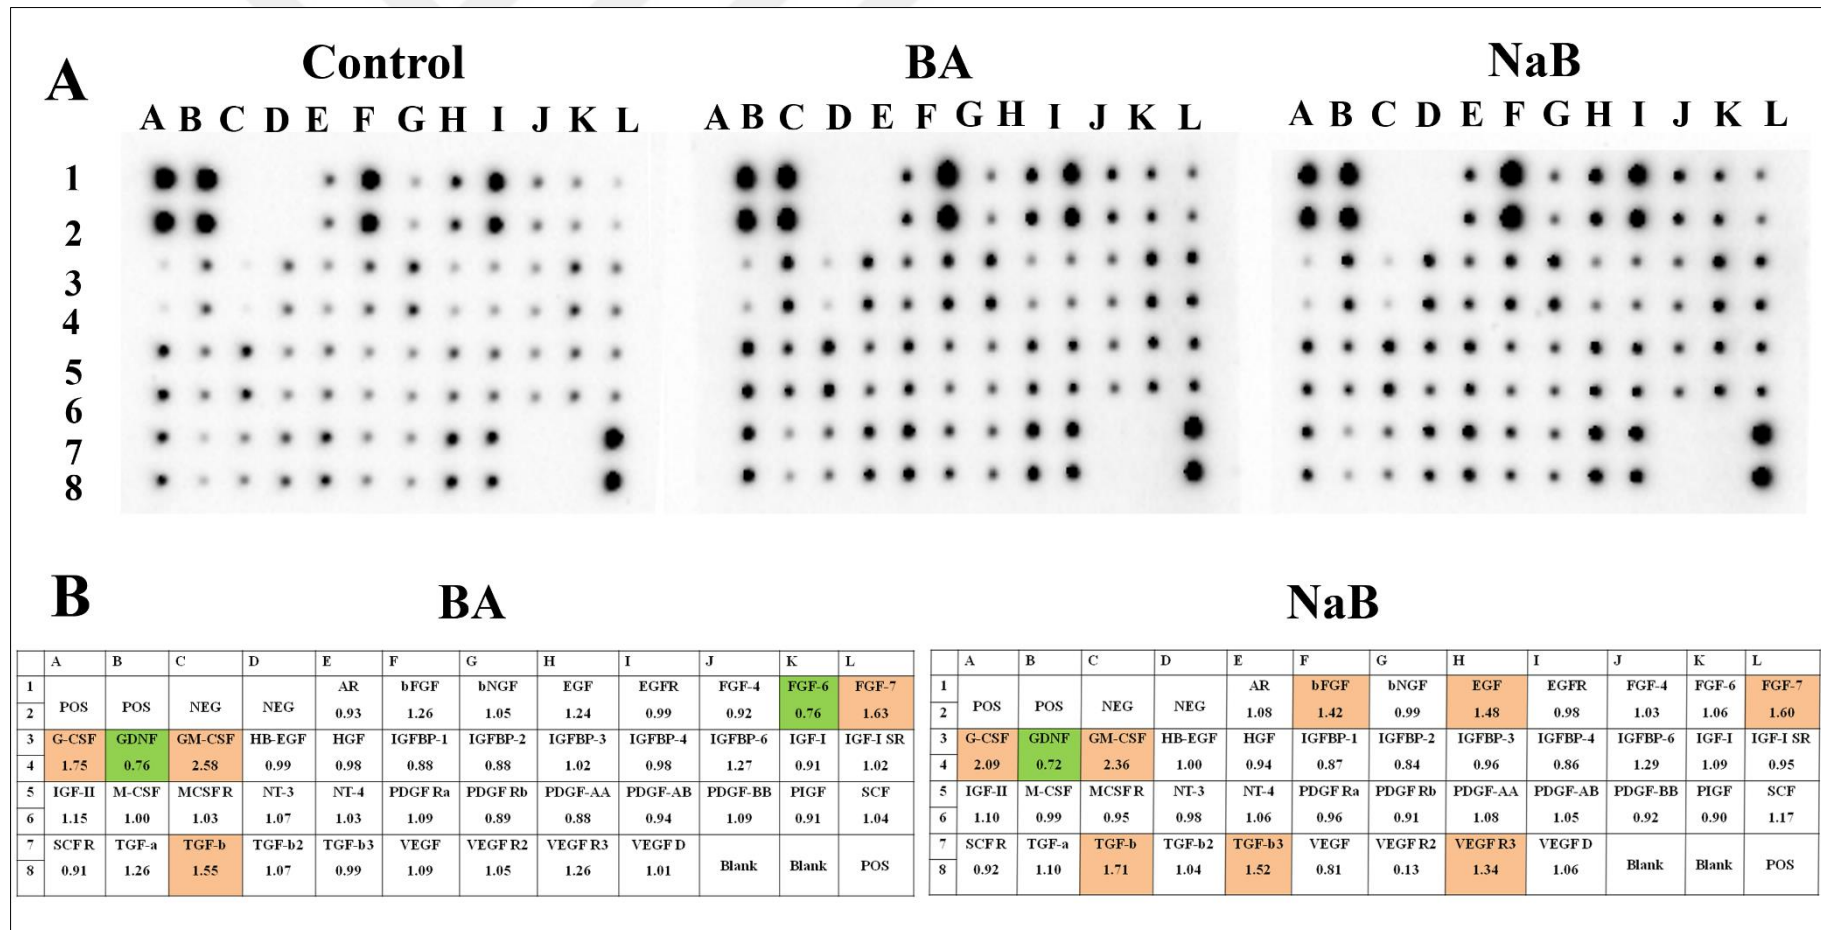 A
Control
BA
NaB
A B C D E F G H I J K L
A B C D E F G H I J K L
A B C D E F G H I J K L
1
2
3
4
5
6
7
8
B
BA
NaB
A B C D E F G H I J K L
1 POS POS NEG NEG AR bFGF bNGF EGF EGFR FGF-4 FGF-6 FGF-7
2 0.93 1.26 1.05 1.24 0.99 0.92 0.76 1.63
3 G-CSF GDNF GM-CSF HB-EGF HGF IGFBP-1 IGFBP-2 IGFBP-3 IGFBP-4 IGFBP-6 IGF-I IGF-I SR
4 1.75 0.76 2.58 0.99 0.98 0.88 0.88 1.02 0.98 1.27 0.91 1.02
5 IGF-II M-CSF MCSF R NT-3 NT-4 PDGF Ra PDGF Rb PDGF-AA PDGF-AB PDGF-BB PIGF SCF
6 1.15 1.00 1.03 1.07 1.03 1.09 0.89 0.88 0.94 1.09 0.91 1.04
7 SCF R TGF-a TGF-b TGF-b2 TGF-b3 VEGF VEGF R2 VEGF R3 VEGF D Blank Blank POS
8 0.91 1.26 1.55 1.07 0.99 1.09 1.05 1.26 1.01
A B C D E F G H I J K L
1 POS POS NEG NEG AR bFGF bNGF EGF EGFR FGF-4 FGF-6 FGF-7
2 1.08 1.42 0.99 1.48 0.98 1.03 1.06 1.60
3 G-CSF GDNF GM-CSF HB-EGF HGF IGFBP-1 IGFBP-2 IGFBP-3 IGFBP-4 IGFBP-6 IGF-I IGF-I SR
4 2.09 0.72 2.36 1.00 0.94 0.87 0.84 0.96 0.86 1.29 1.09 0.95
5 IGF-II M-CSF MCSF R NT-3 NT-4 PDGF Ra PDGF Rb PDGF-AA PDGF-AB PDGF-BB PIGF SCF
6 1.10 0.99 0.95 0.98 1.06 0.96 0.91 1.08 1.05 0.92 0.90 1.17
7 SCF R TGF-a TGF-b TGF-b2 TGF-b3 VEGF VEGF R2 VEGF R3 VEGF D Blank Blank POS
8 0.92 1.10 1.71 1.04 1.52 0.81 0.13 1.34 1.06